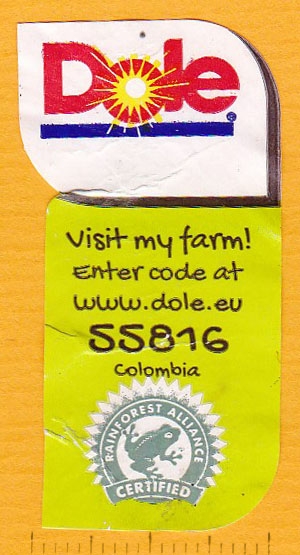 Dole
Visit my farm!
Enter code at
www.dole.eu
55816
Colombia
RAINFOREST ALLIANCE
CERTIFIED